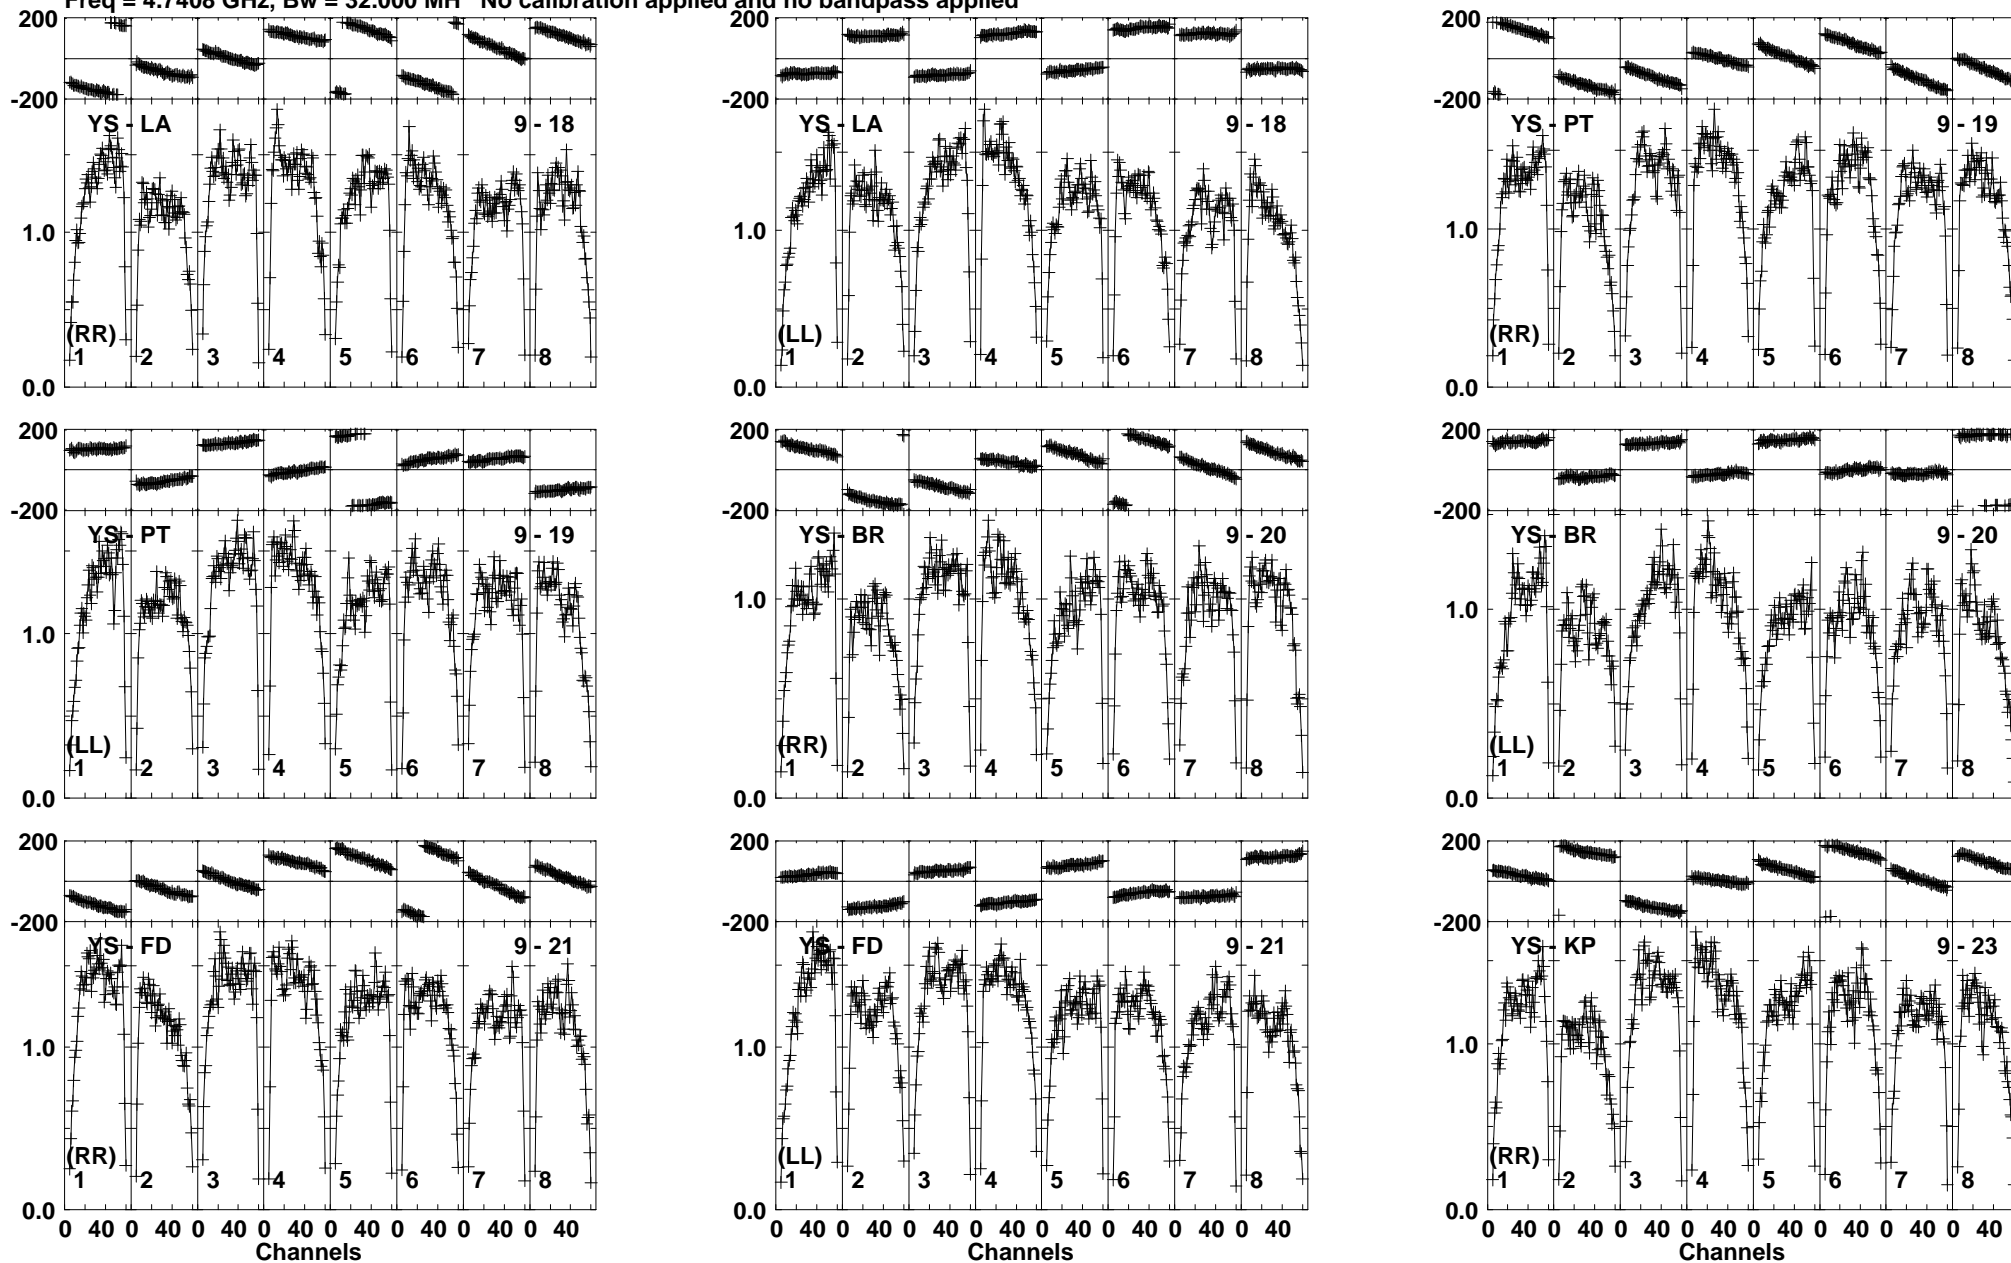 Freq = 4.7408 GHz, Bw = 32.000 MH No calibration applied and no bandpass applied
200 200 200
-200 -200 -200
YS - LA 9 - 18 YS - LA 9 - 18 YS - PT 9 - 19
1.0 1.0 1.0
(RR) (LL) (RR)
1 2 3 4 5 6 7 8 1 2 3 4 5 6 7 8 1 2 3 4 5 6 7 8
0.0 0.0 0.0
200 200 200
-200 -200 -200
YS - PT 9 - 19 YS - BR 9 - 20 YS - BR 9 - 20
1.0 1.0 1.0
(LL) (RR) (LL)
1 2 3 4 5 6 7 8 1 2 3 4 5 6 7 8 1 2 3 4 5 6 7 8
0.0 0.0 0.0
200 200 200
-200 -200 -200
YS - FD 9 - 21 YS - FD 9 - 21 YS - KP 9 - 23
1.0 1.0 1.0
(RR) (LL) (RR)
1 2 3 4 5 6 7 8 1 2 3 4 5 6 7 8 1 2 3 4 5 6 7 8
0.0 0.0 0.0
0 40 0 40 0 40 0 40 0 40 0 40 0 40 0 40 0 40 0 40 0 40 0 40 0 40 0 40 0 40 0 40 0 40 0 40 0 40 0 40 0 40 0 40 0 40 0 40
Channels Channels Channels